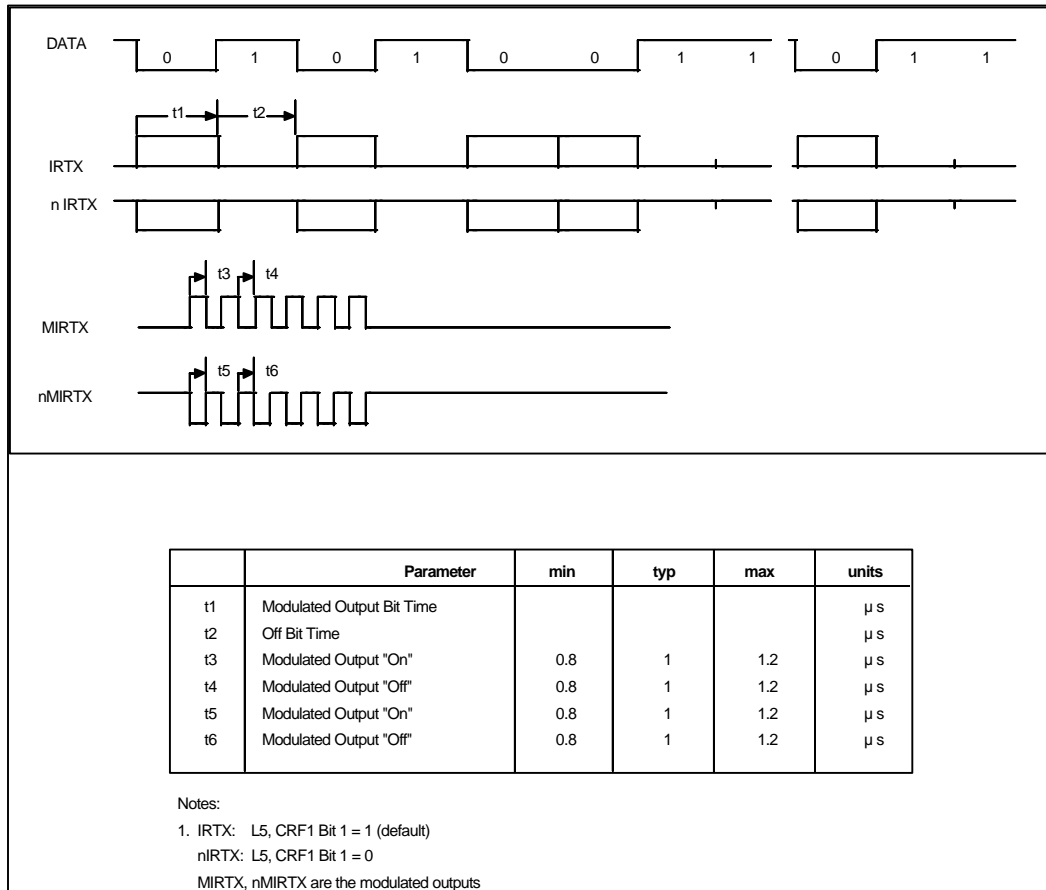 DATA 0 1 0 1 0 0 1 1 0 1 1
t1 t2
IRTX
n IRTX
t3 t4
MIRTX
t5 t6
nMIRTX
Parameter min typ max units
t1 Modulated Output Bit Time µ s
t2 Off Bit Time µ s
t3 Modulated Output "On" 0.8 1 1.2 µ s
t4 Modulated Output "Off" 0.8 1 1.2 µ s
t5 Modulated Output "On" 0.8 1 1.2 µ s
t6 Modulated Output "Off" 0.8 1 1.2 µ s
Notes:
1. IRTX: L5, CRF1 Bit 1 = 1 (default)
nIRTX: L5, CRF1 Bit 1 = 0
MIRTX, nMIRTX are the modulated outputs